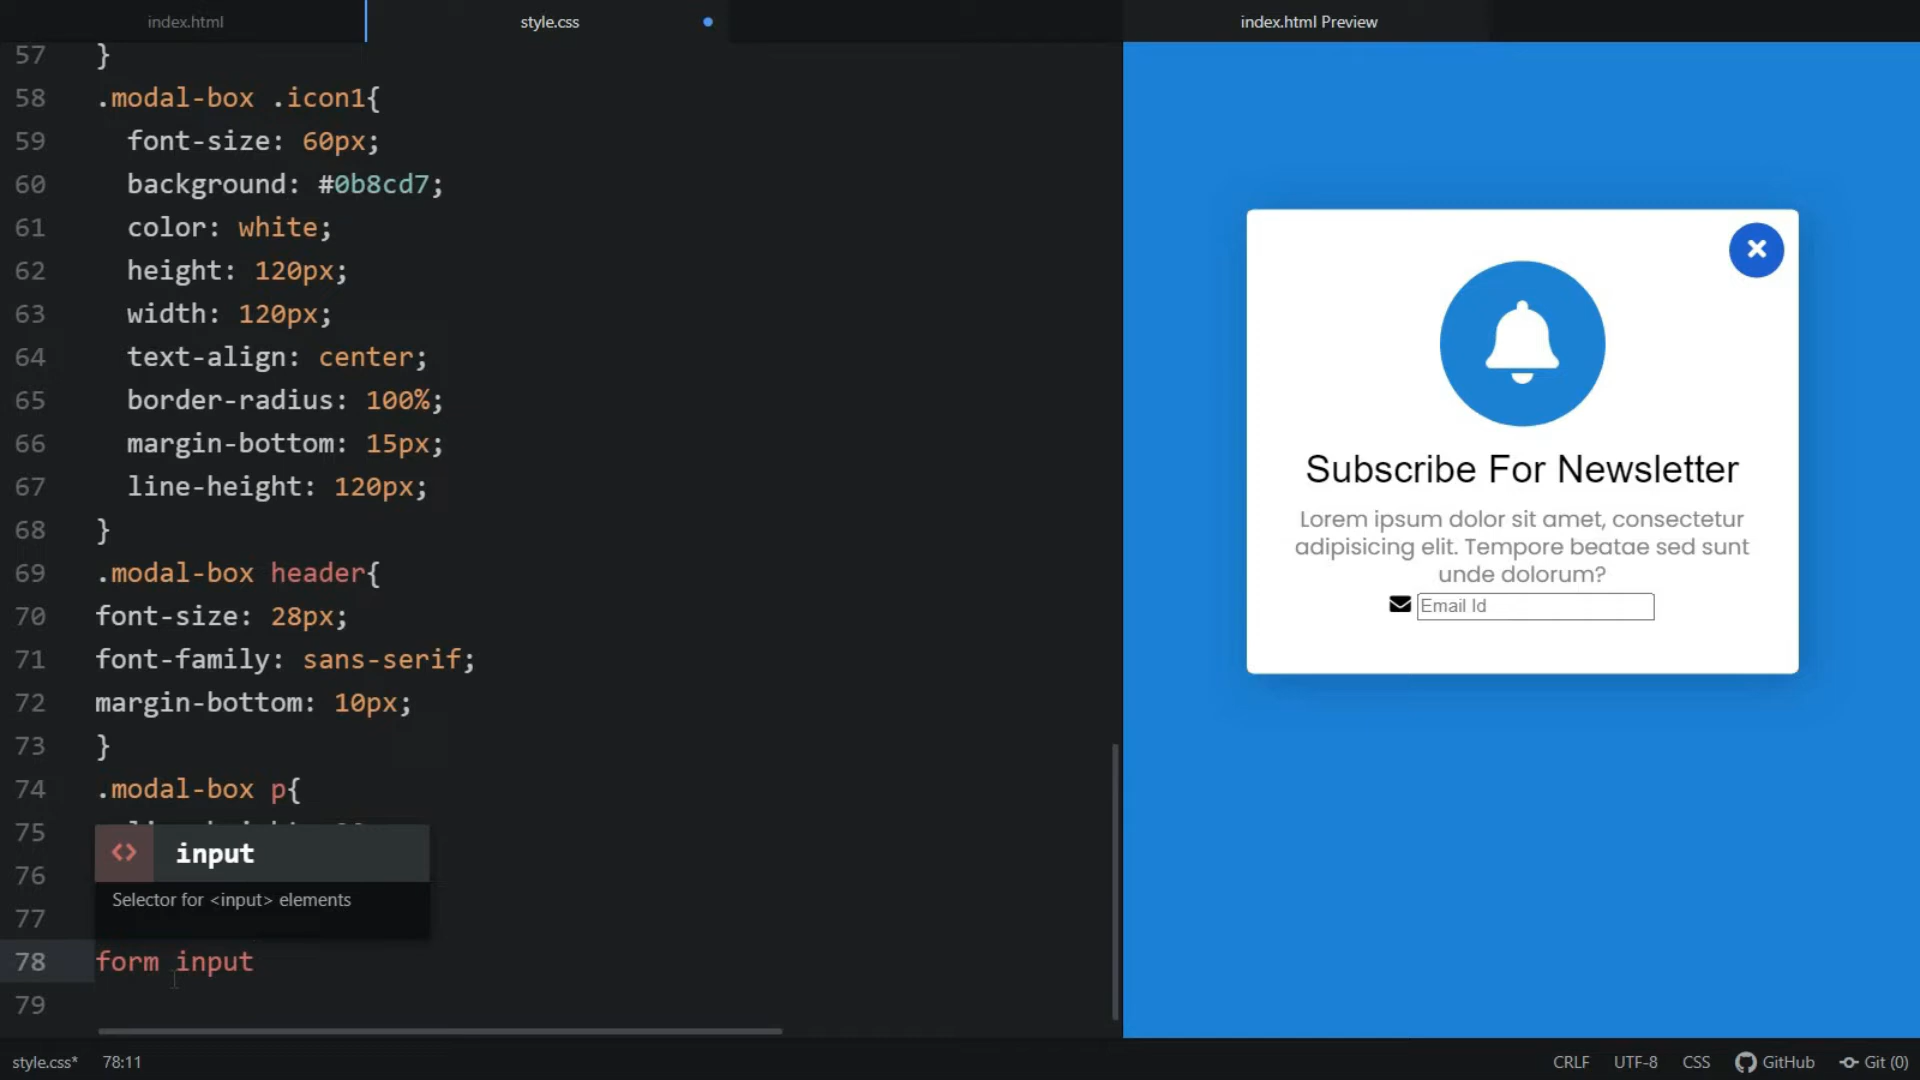 index.html
style.css
index.html Preview
57 }
58 .modal-box .icon1{
59 font-size: 60px;
60 background: #0b8cd7;
61 color: white;
62 height: 120px;
63 width: 120px;
64 text-align: center;
65 border-radius: 100%;
66 margin-bottom: 15px;
67 line-height: 120px;
68 }
69 .modal-box header{
70 font-size: 28px;
71 font-family: sans-serif;
72 margin-bottom: 10px;
73 }
74 .modal-box p{
75
76
77
78 form input
79
<> input
Selector for <input> elements
Subscribe For Newsletter
Lorem ipsum dolor sit amet, consectetur
adipisicing elit. Tempore beatae sed sunt
unde dolorum?
Email Id
style.css* 78:11
CRLF UTF-8 CSS GitHub Git (0)